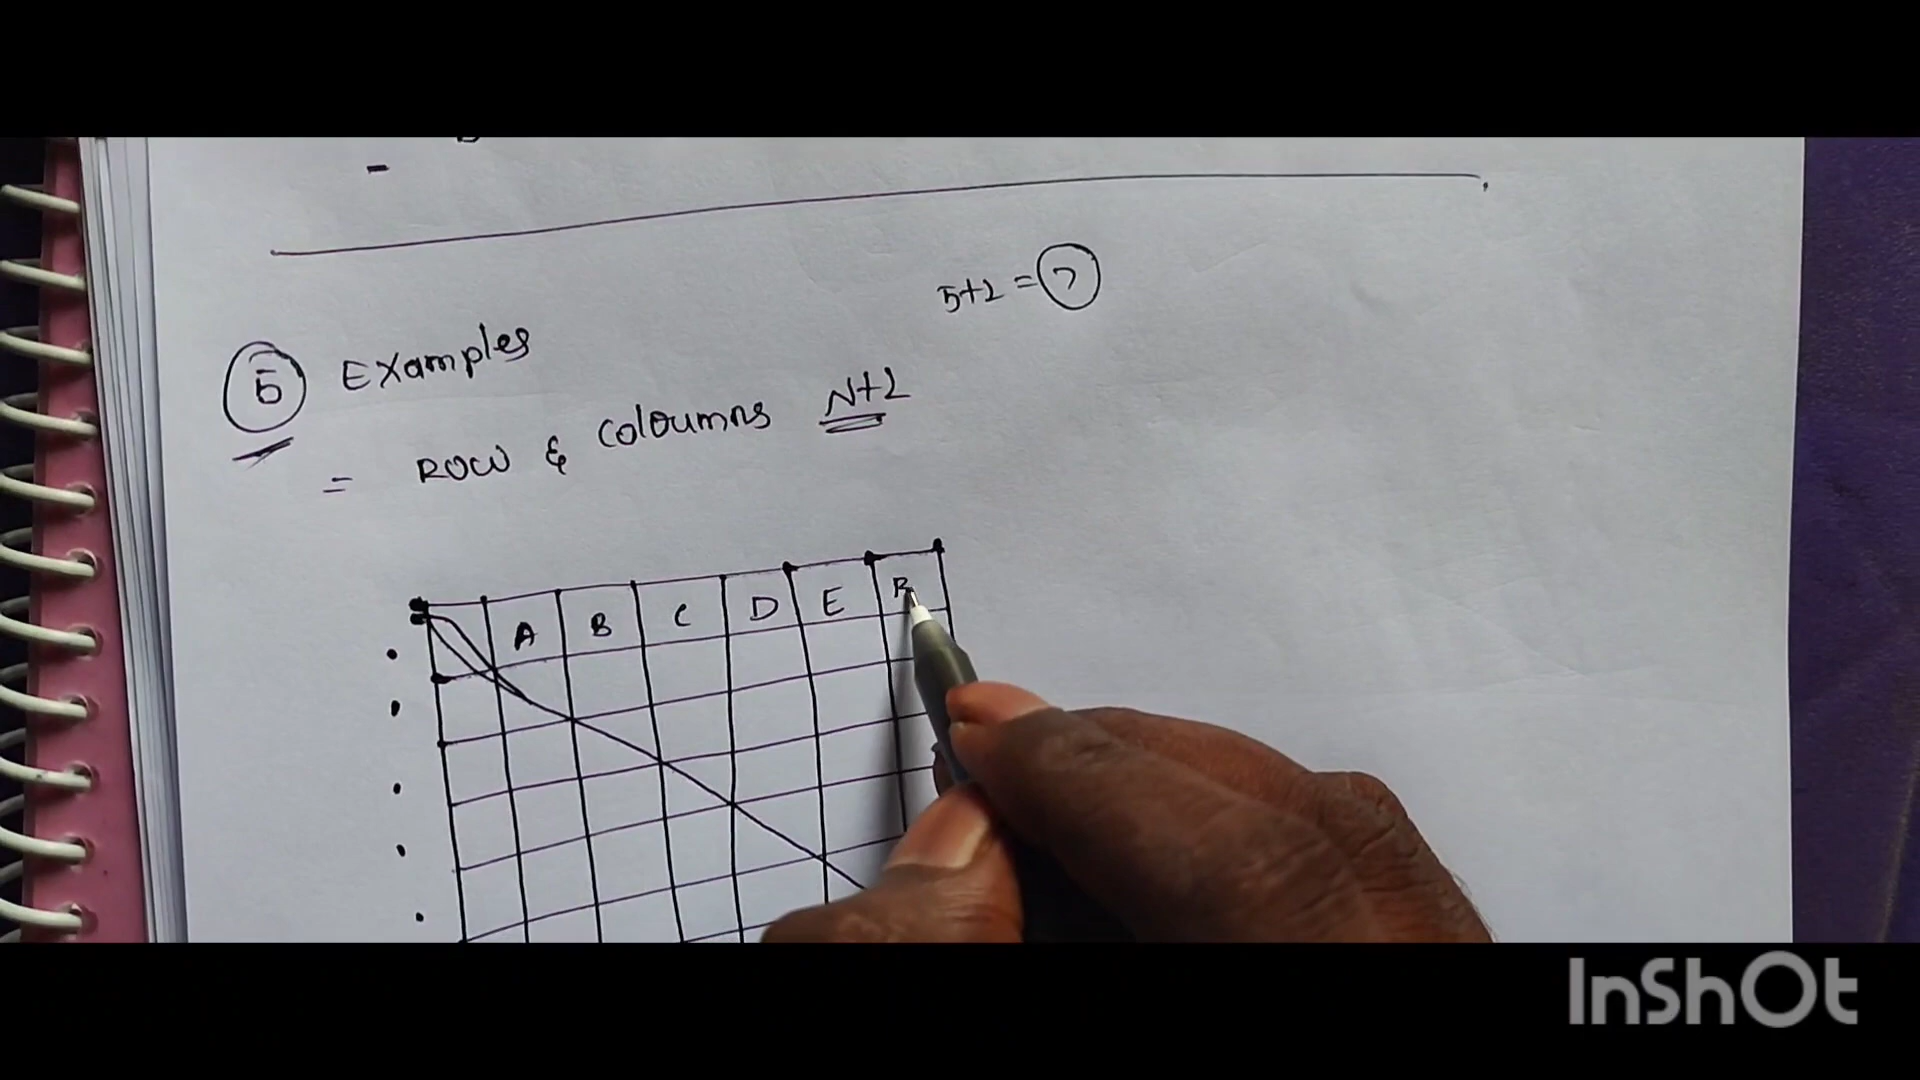 5+2 = 7
5 Examples
= ROW & Coloumns N+2
A B C D E R
InShOt